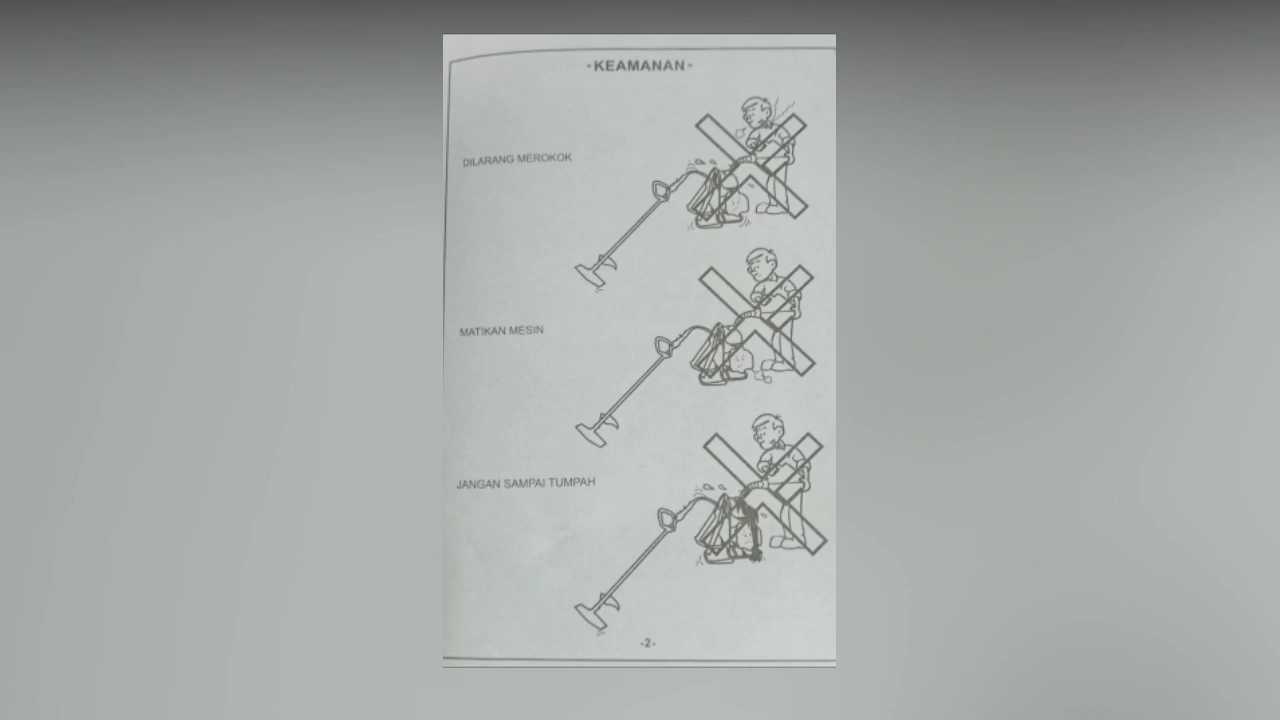 -KEAMANAN-
DILARANG MEROKOK
MATIKAN MESIN
JANGAN SAMPAI TUMPAH
-2-